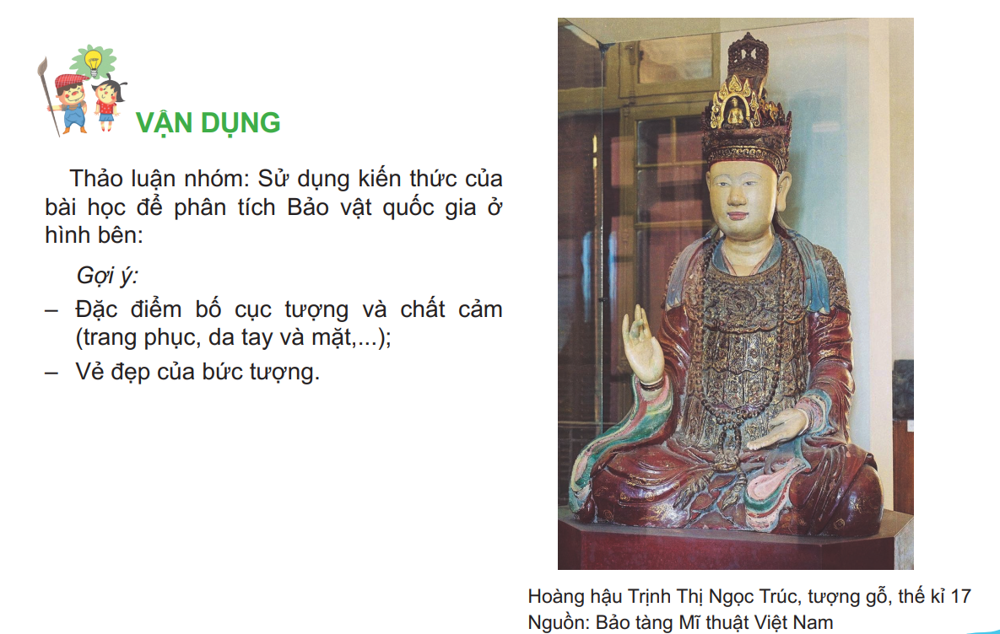 VẬN DỤNG
Thảo luận nhóm: Sử dụng kiến thức của
bài học để phân tích Bảo vật quốc gia ở
hình bên:
Gợi ý:
– Đặc điểm bố cục tượng và chất cảm
(trang phục, da tay và mặt,...);
– Vẻ đẹp của bức tượng.
Hoàng hậu Trịnh Thị Ngọc Trúc, tượng gỗ, thế kỉ 17
Nguồn: Bảo tàng Mĩ thuật Việt Nam